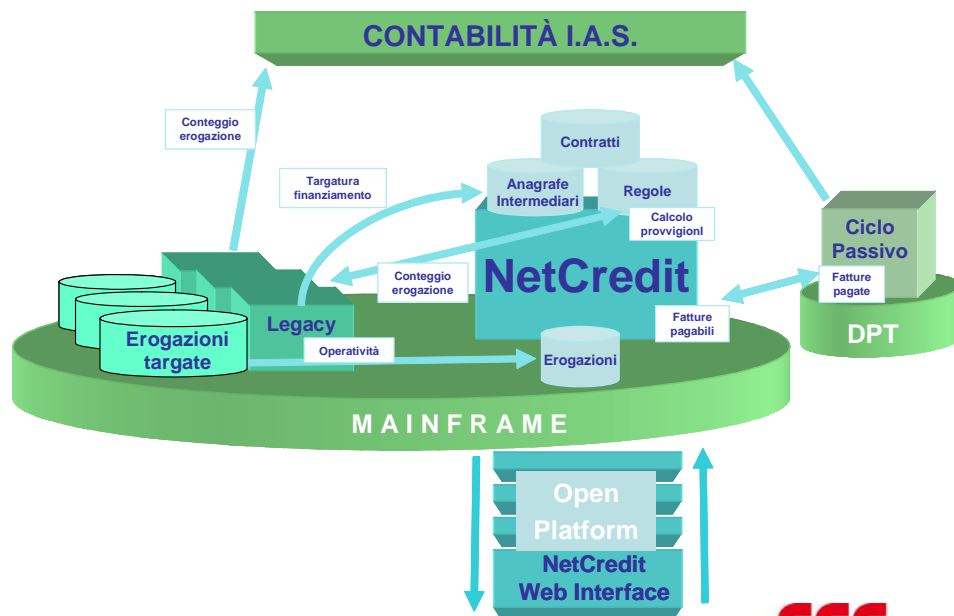 CONTABILITÀ I.A.S.
Conteggio
erogazione
Contratti
Targatura
finanziamento
Anagrafe
Intermediari
Regole
Calcolo
provvigionI
Ciclo
Passivo
Conteggio
erogazione
NetCredit
Fatture
pagate
Legacy
Fatture
pagabili
Erogazioni
targate
Operatività
Erogazioni
DPT
MAINFRAME
Open
Platform
NetCredit
Web Interface